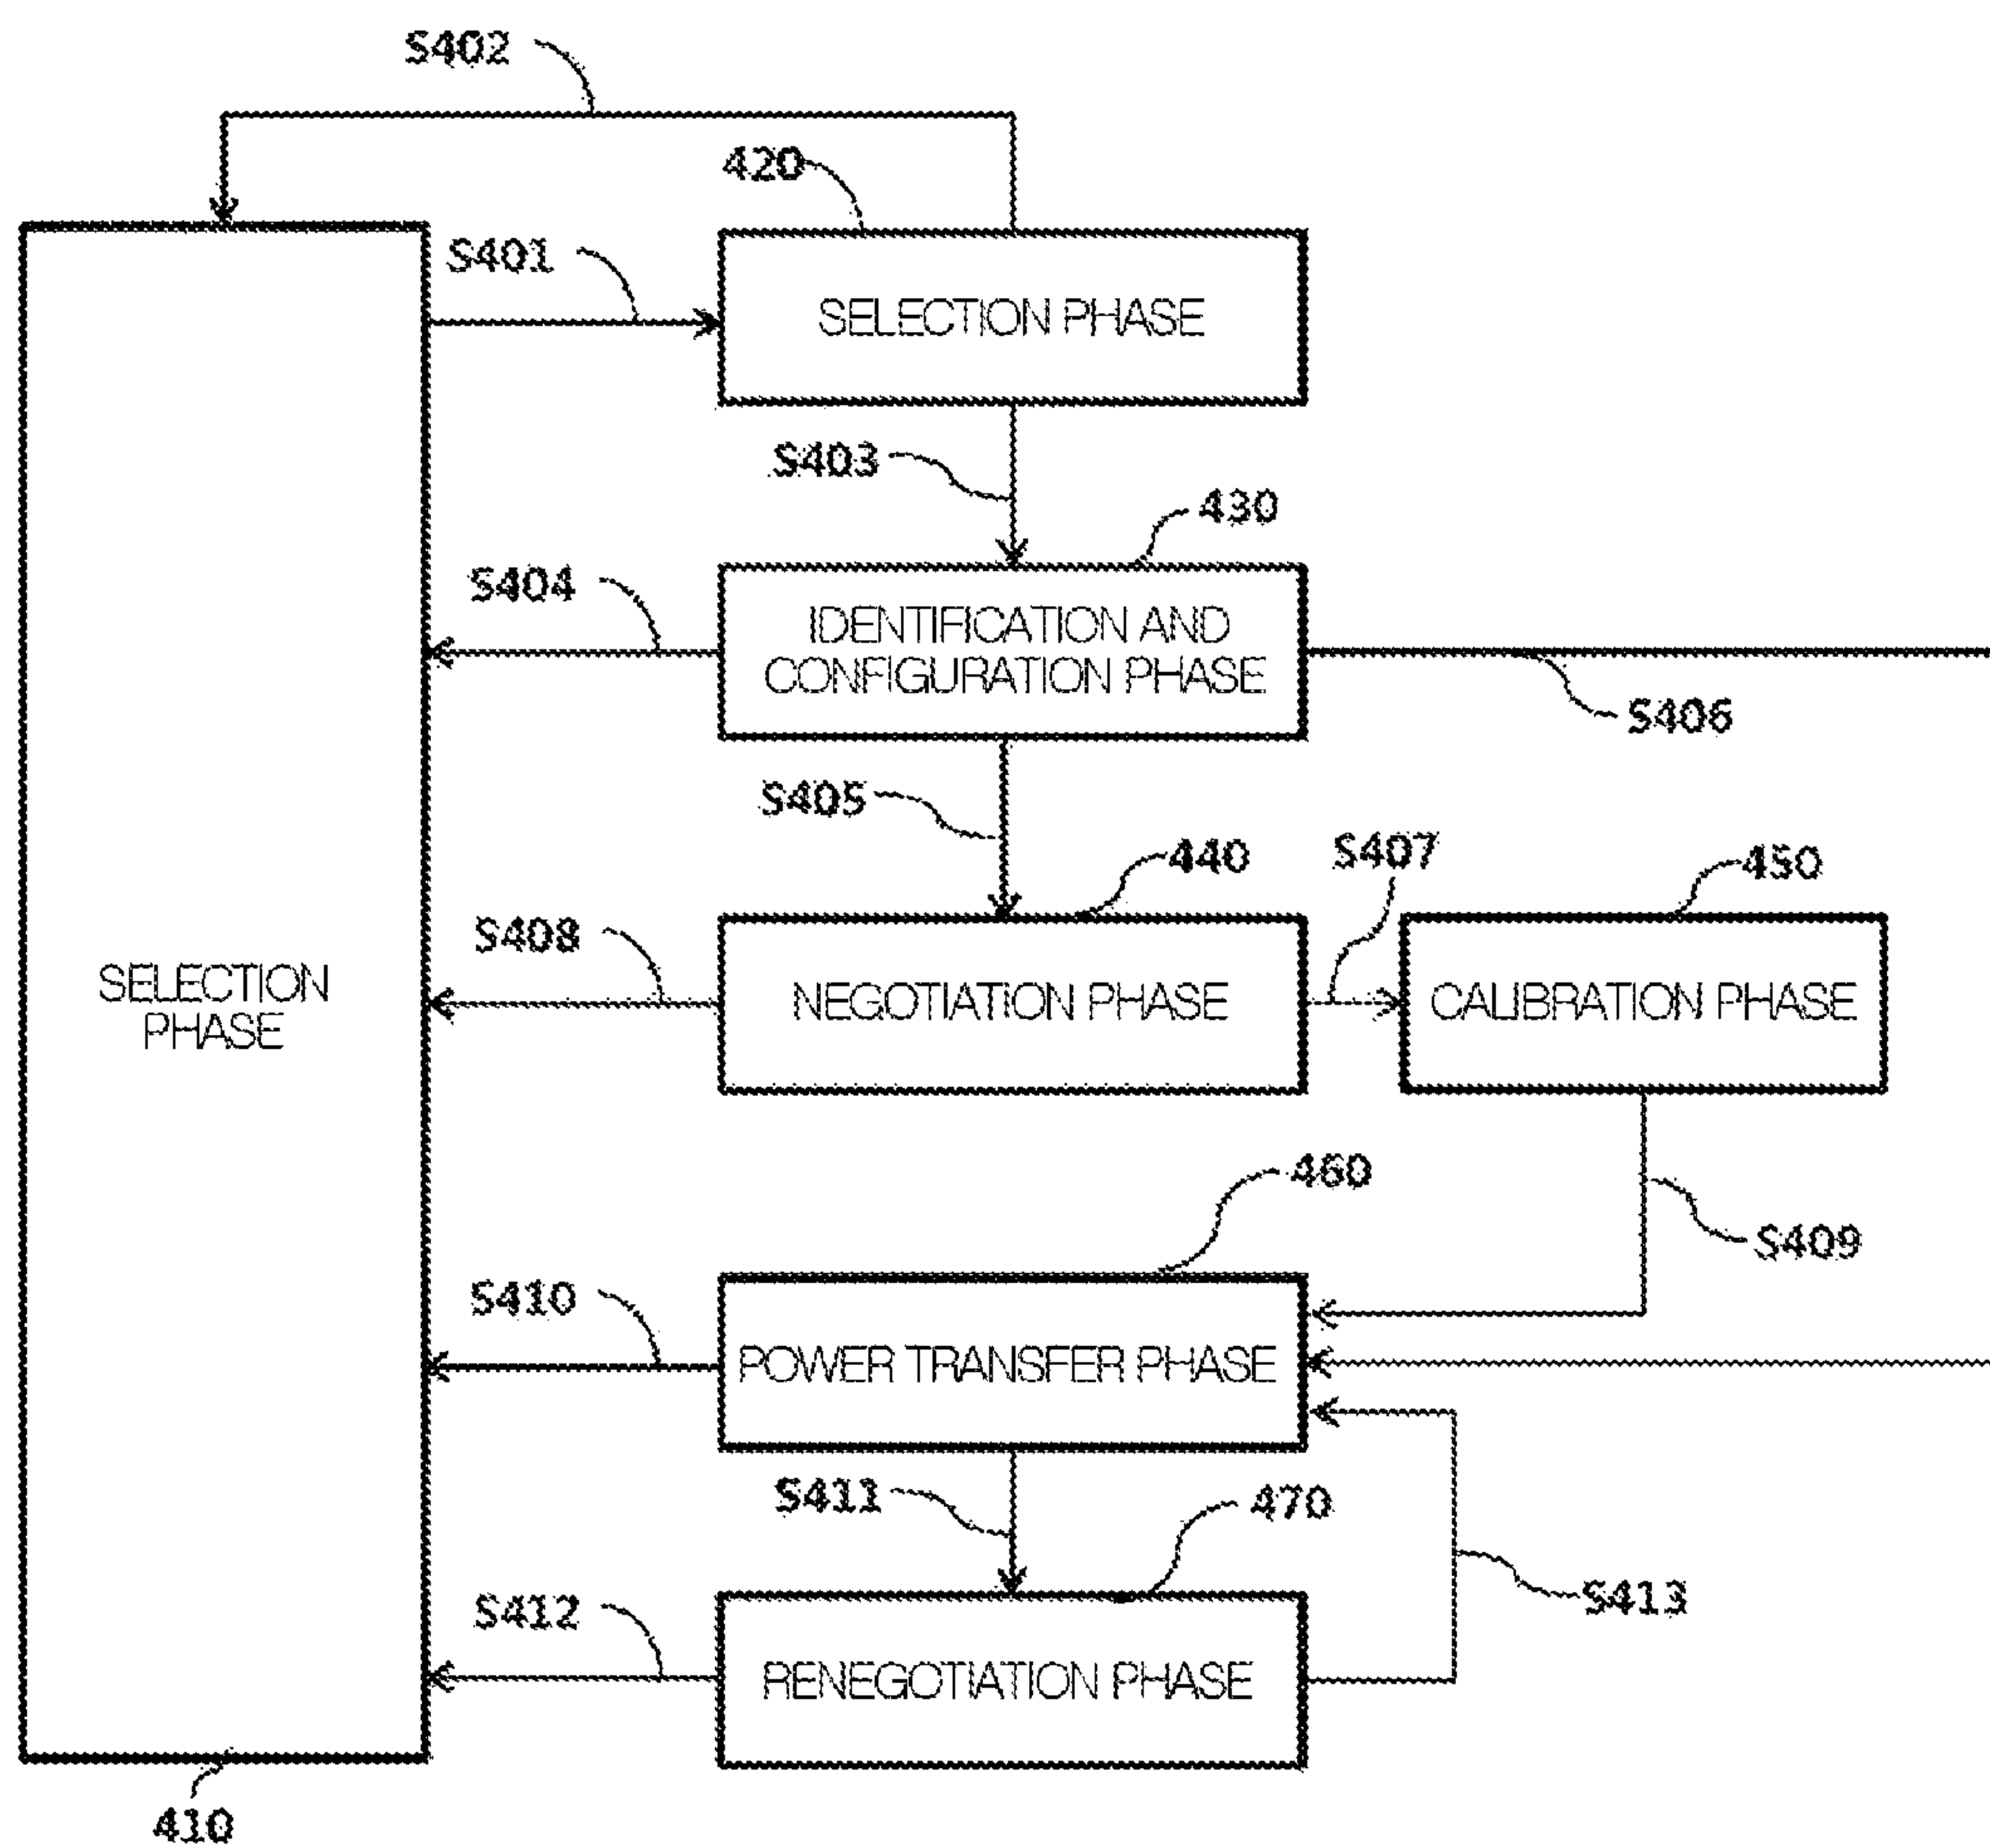 S402
420
S401
SELECTION PHASE
S403
430
S404
IDENTIFICATION AND
CONFIGURATION PHASE
S406
S405
440
S407
450
S408
SELECTION
PHASE
NEGOTIATION PHASE
CALIBRATION PHASE
460
S409
S410
POWER TRANSFER PHASE
S411
470
S412
S413
RENEGOTIATION PHASE
410